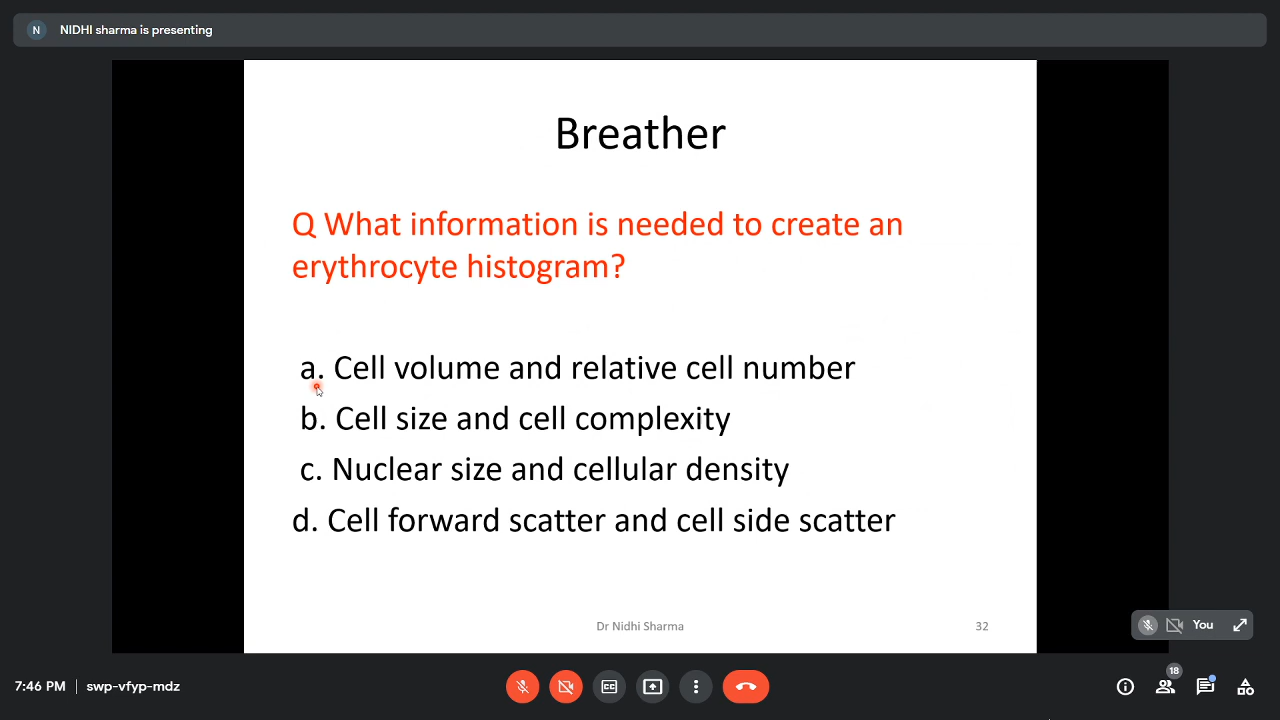 N NIDHI sharma is presenting
Breather
Q What information is needed to create an
erythrocyte histogram?
a. Cell volume and relative cell number
b. Cell size and cell complexity
c. Nuclear size and cellular density
d. Cell forward scatter and cell side scatter
Dr Nidhi Sharma 32
You
18
7:46 PM | swp-vfyp-mdz CC